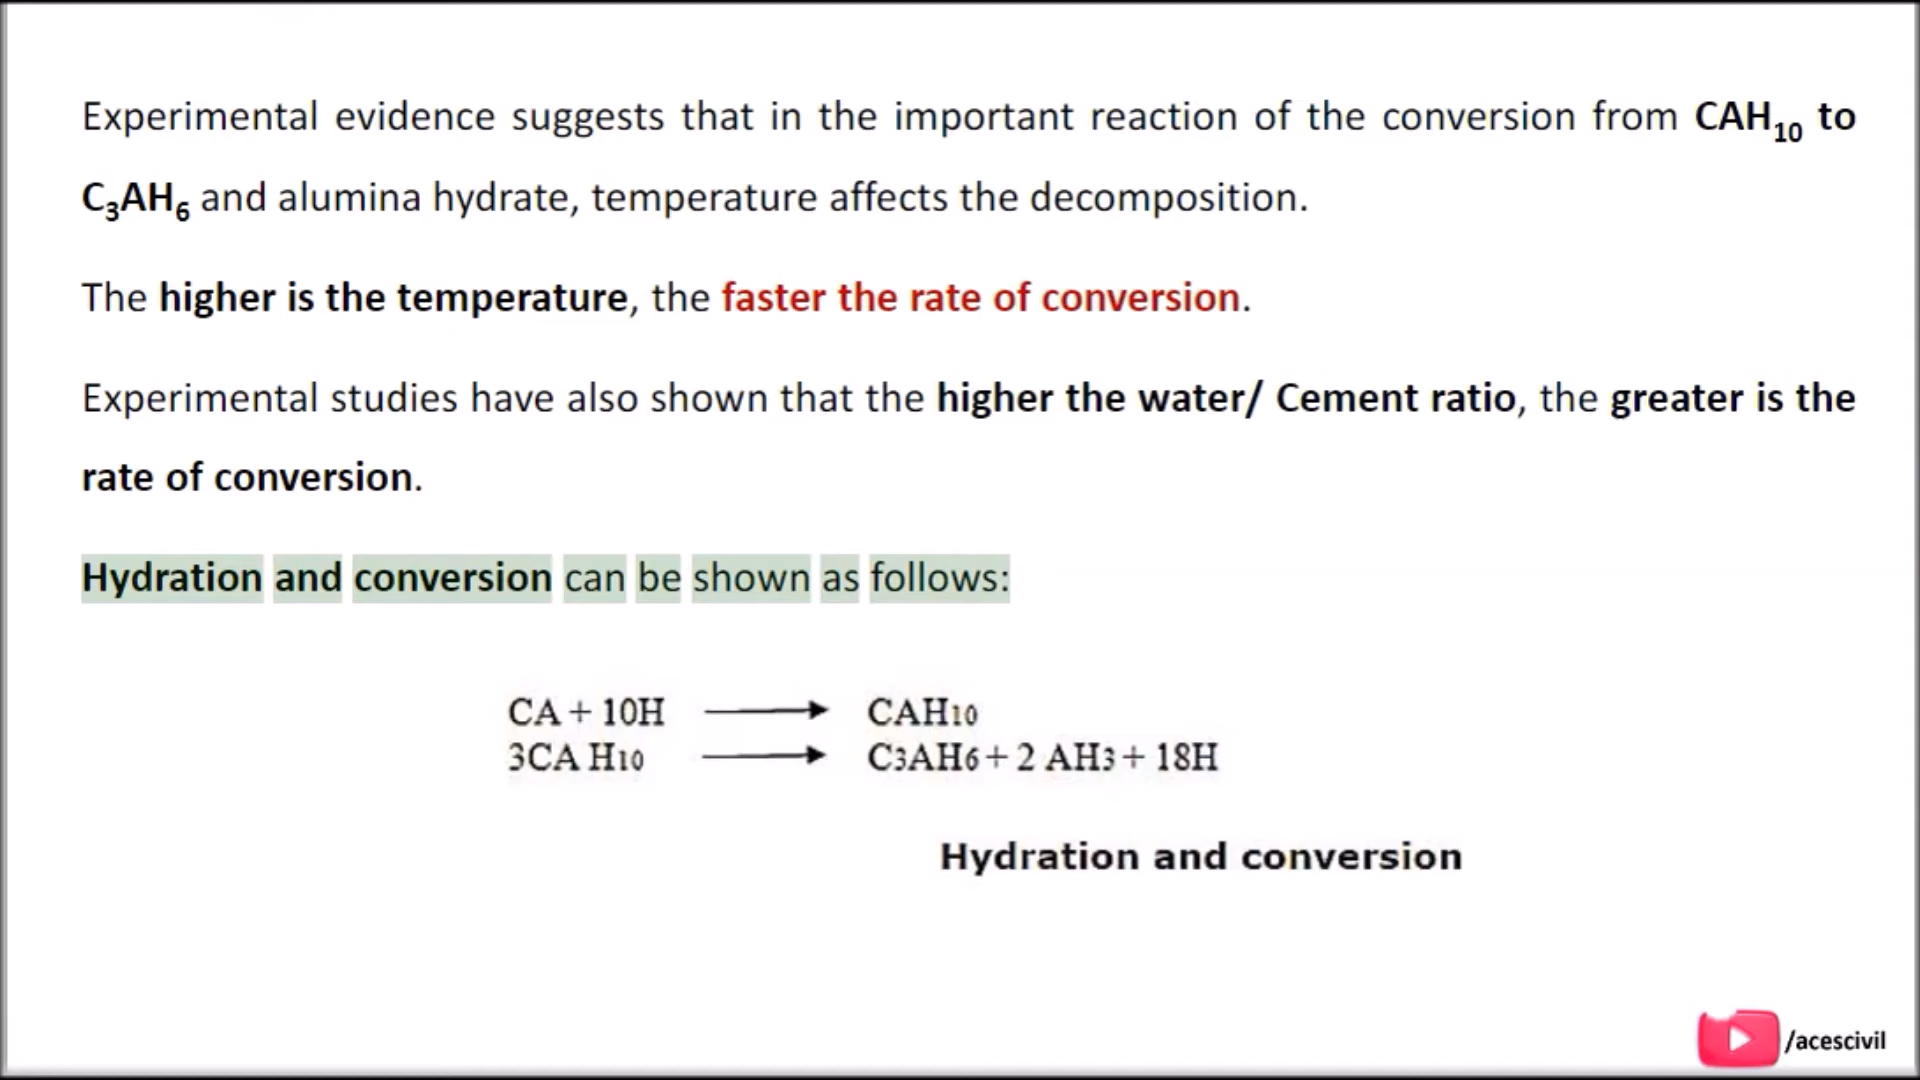 Experimental evidence suggests that in the important reaction of the conversion from CAH₁₀ to
C₃AH₆ and alumina hydrate, temperature affects the decomposition.
The higher is the temperature, the faster the rate of conversion.
Experimental studies have also shown that the higher the water/ Cement ratio, the greater is the
rate of conversion.
Hydration and conversion can be shown as follows:
CA + 10H ⟶ CAH₁₀
3CA H₁₀ ⟶ C₃AH₆ + 2 AH₃ + 18H
Hydration and conversion
/acescivil